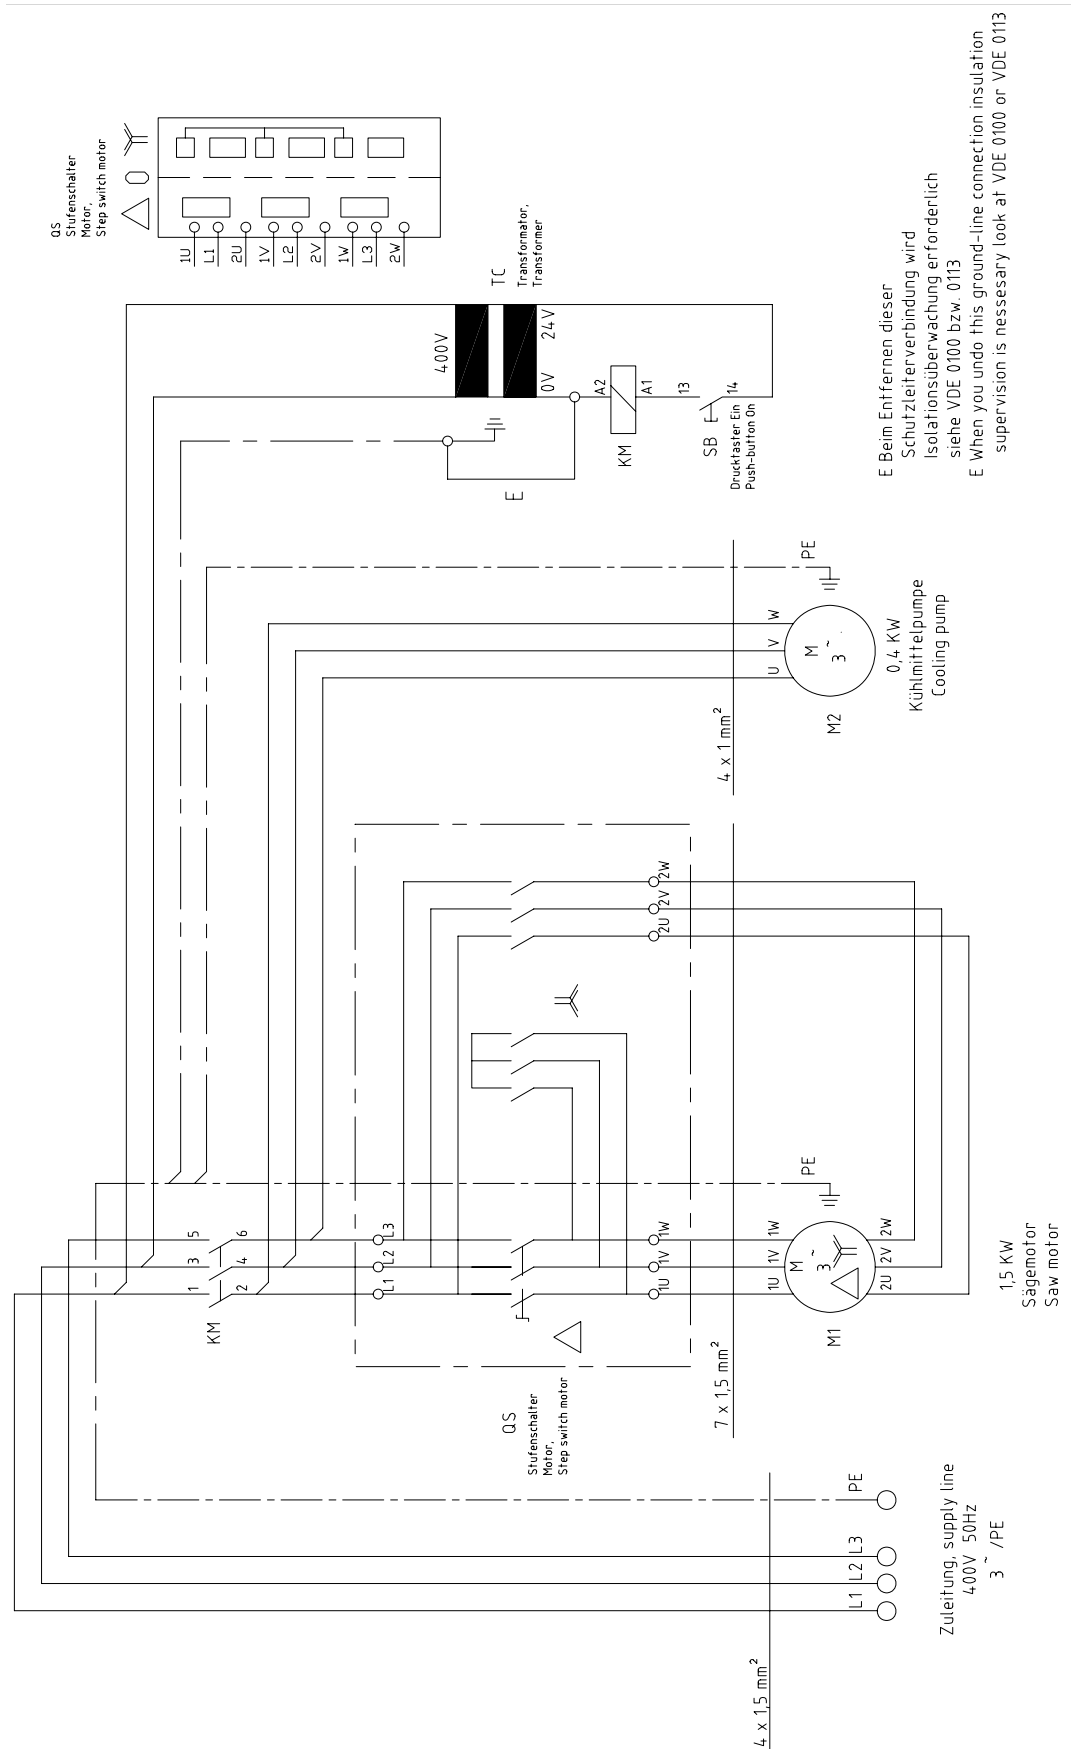 4 x 1,5 mm²
Zuleitung, supply line
400V 50Hz
3 ~ /PE
L1
L2
L3
PE
KM
1
3
5
2
4
6
QS
Stufenschalter
Motor,
Step switch motor
L1
L2
L3
1U
1V
1W
2U
2V
2W
7 x 1,5 mm²
1U
1V
1W
PE
M
3 ~
2U
2V
2W
M1
1,5 KW
Sägemotor
Saw motor
4 x 1 mm²
U
V
W
PE
M
3 ~
M2
0,4 KW
Kühlmittelpumpe
Cooling pump
E
400V
TC
Transformator,
Transformer
0V
24V
A2
A1
KM
13
14
SB
Drucktaster Ein
Push-button On
QS
Stufenschalter
Motor,
Step switch motor
0
1U
L1
2U
1V
L2
2V
1W
L3
2W
E Beim Entfernen dieser
Schutzleiterverbindung wird
Isolationsüberwachung erforderlich
siehe VDE 0100 bzw. 0113
E When you undo this ground-line connection insulation
supervision is nessesary look at VDE 0100 or VDE 0113